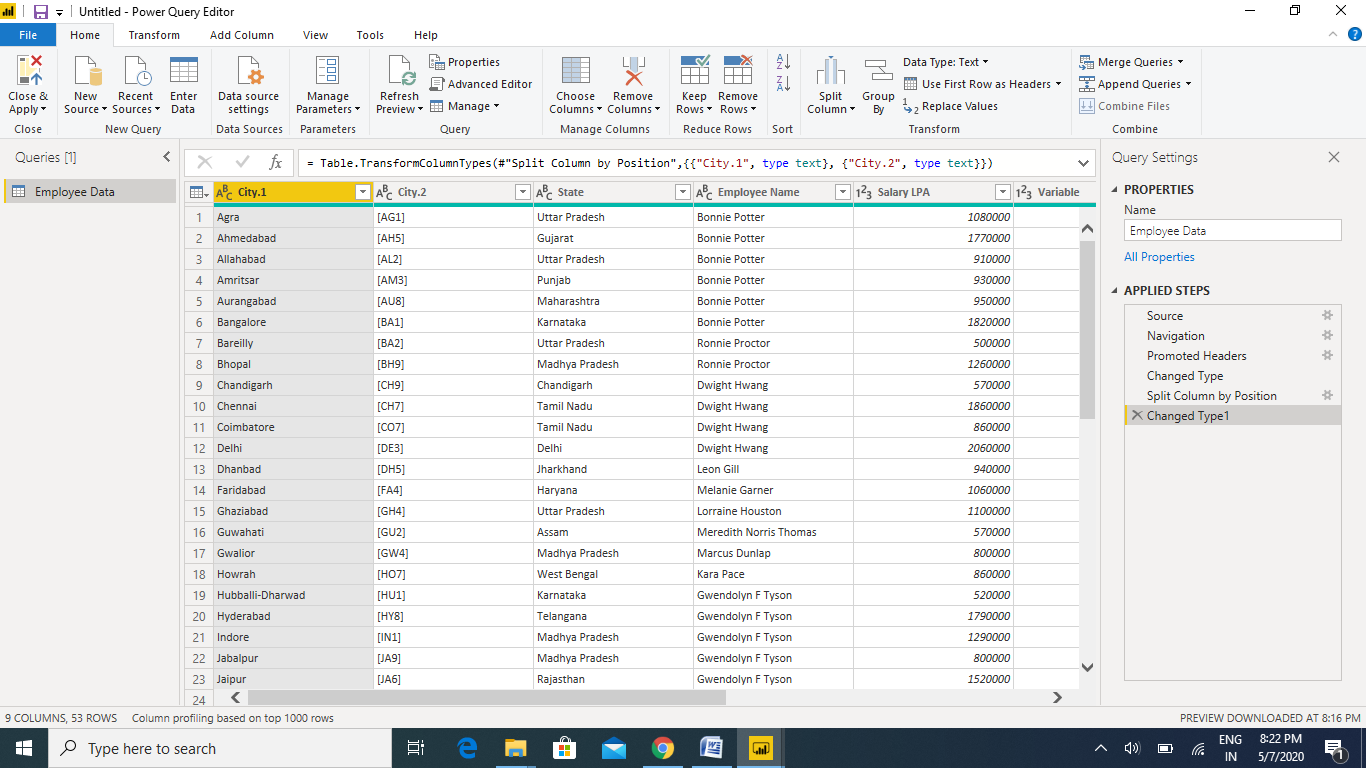 Untitled - Power Query Editor
File Home Transform Add Column View Tools Help
Close & Apply
New Source
Recent Sources
Enter Data
Data source settings
Manage Parameters
Refresh Preview
Properties
Advanced Editor
Manage
Choose Columns
Remove Columns
Keep Rows
Remove Rows
Split Column
Group By
Data Type: Text
Use First Row as Headers
Replace Values
Merge Queries
Append Queries
Combine Files
Close New Query Data Sources Parameters Query Manage Columns Reduce Rows Sort Transform Combine
Queries [1]
Employee Data
fx = Table.TransformColumnTypes(#"Split Column by Position",{{"City.1", type text}, {"City.2", type text}})
City.1 City.2 State Employee Name Salary LPA Variable
1 Agra [AG1] Uttar Pradesh Bonnie Potter 1080000
2 Ahmedabad [AH5] Gujarat Bonnie Potter 1770000
3 Allahabad [AL2] Uttar Pradesh Bonnie Potter 910000
4 Amritsar [AM3] Punjab Bonnie Potter 930000
5 Aurangabad [AU8] Maharashtra Bonnie Potter 950000
6 Bangalore [BA1] Karnataka Bonnie Potter 1820000
7 Bareilly [BA2] Uttar Pradesh Ronnie Proctor 500000
8 Bhopal [BH9] Madhya Pradesh Ronnie Proctor 1260000
9 Chandigarh [CH9] Chandigarh Dwight Hwang 570000
10 Chennai [CH7] Tamil Nadu Dwight Hwang 1860000
11 Coimbatore [CO7] Tamil Nadu Dwight Hwang 860000
12 Delhi [DE3] Delhi Dwight Hwang 2060000
13 Dhanbad [DH5] Jharkhand Leon Gill 940000
14 Faridabad [FA4] Haryana Melanie Garner 1060000
15 Ghaziabad [GH4] Uttar Pradesh Lorraine Houston 1100000
16 Guwahati [GU2] Assam Meredith Norris Thomas 570000
17 Gwalior [GW4] Madhya Pradesh Marcus Dunlap 800000
18 Howrah [HO7] West Bengal Kara Pace 860000
19 Hubballi-Dharwad [HU1] Karnataka Gwendolyn F Tyson 520000
20 Hyderabad [HY8] Telangana Gwendolyn F Tyson 1790000
21 Indore [IN1] Madhya Pradesh Gwendolyn F Tyson 1290000
22 Jabalpur [JA9] Madhya Pradesh Gwendolyn F Tyson 800000
23 Jaipur [JA6] Rajasthan Gwendolyn F Tyson 1520000
24
Query Settings
PROPERTIES
Name
Employee Data
All Properties
APPLIED STEPS
Source
Navigation
Promoted Headers
Changed Type
Split Column by Position
Changed Type1
9 COLUMNS, 53 ROWS Column profiling based on top 1000 rows PREVIEW DOWNLOADED AT 8:16 PM
Type here to search
ENG
IN
8:22 PM
5/7/2020
1